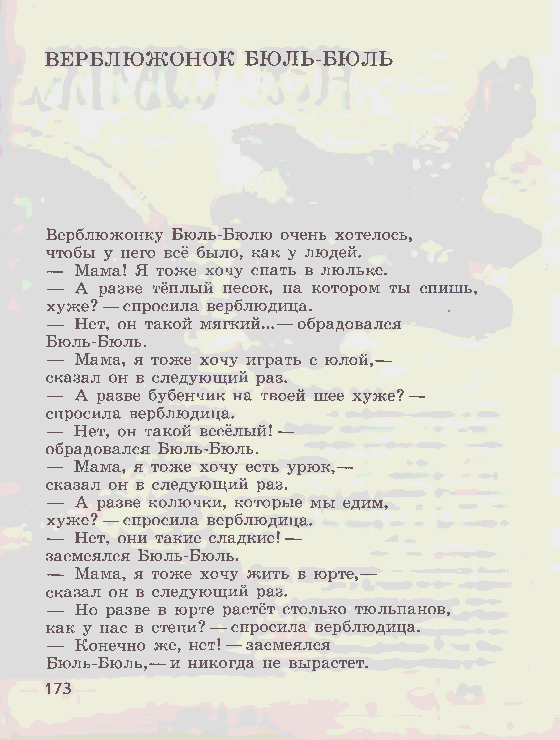 ВЕРБЛЮЖОНОК БЮЛЬ-БЮЛЬ
Верблюжонку Бюль-Бюлю очень хотелось,
чтобы у него всё было, как у людей.
— Мама! Я тоже хочу спать в люльке.
— А разве тёплый песок, на котором ты спишь,
хуже? — спросила верблюдица.
— Нет, он такой мягкий...— обрадовался
Бюль-Бюль.
— Мама, я тоже хочу играть с юлой,—
сказал он в следующий раз.
— А разве бубенчик на твоей шее хуже? —
спросила верблюдица.
— Нет, он такой весёлый! —
обрадовался Бюль-Бюль.
— Мама, я тоже хочу есть урюк,—
сказал он в следующий раз.
— А разве колючки, которые мы едим,
хуже? — спросила верблюдица.
— Нет, они такие сладкие! —
засмеялся Бюль-Бюль.
— Мама, я тоже хочу жить в юрте,—
сказал он в следующий раз.
— Но разве в юрте растёт столько тюльпанов,
как у нас в степи? — спросила верблюдица.
— Конечно же, нет! — засмеялся
Бюль-Бюль,— и никогда не вырастет.
173